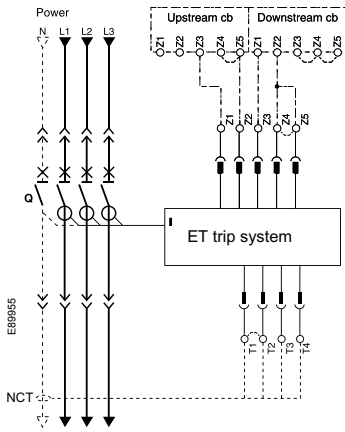 Power
Upstream cb
Downstream cb
N L1 L2 L3
Z1 Z2 Z3 Z4 Z5 Z1 Z2 Z3 Z4 Z5
Z1 Z2 Z3 Z4 Z5
Q
ET trip system
E89955
T1 T2 T3 T4
NCT